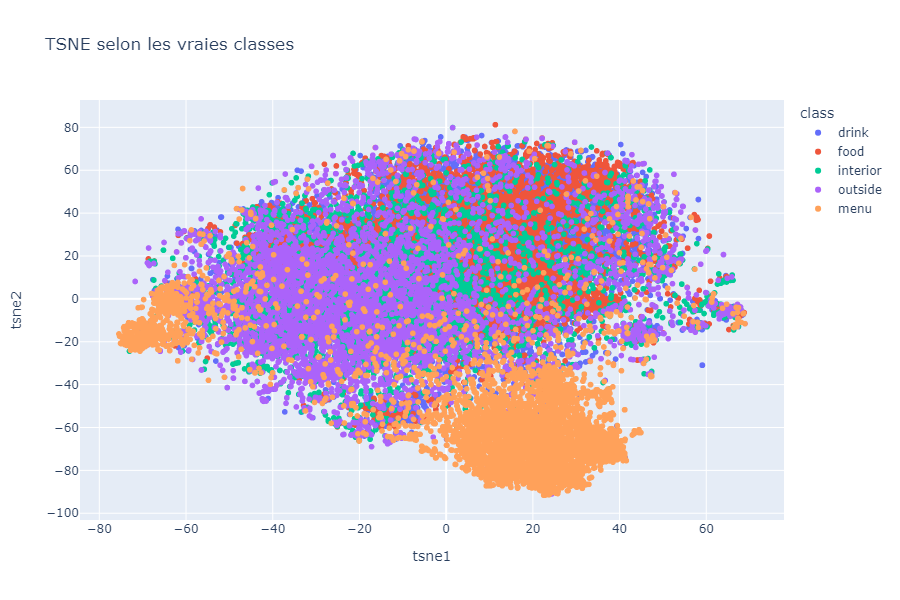 TSNE selon les vraies classes
class
drink
food
interior
outside
menu
tsne2
80
60
40
20
0
−20
−40
−60
−80
−100
−80
−60
−40
−20
0
20
40
60
tsne1